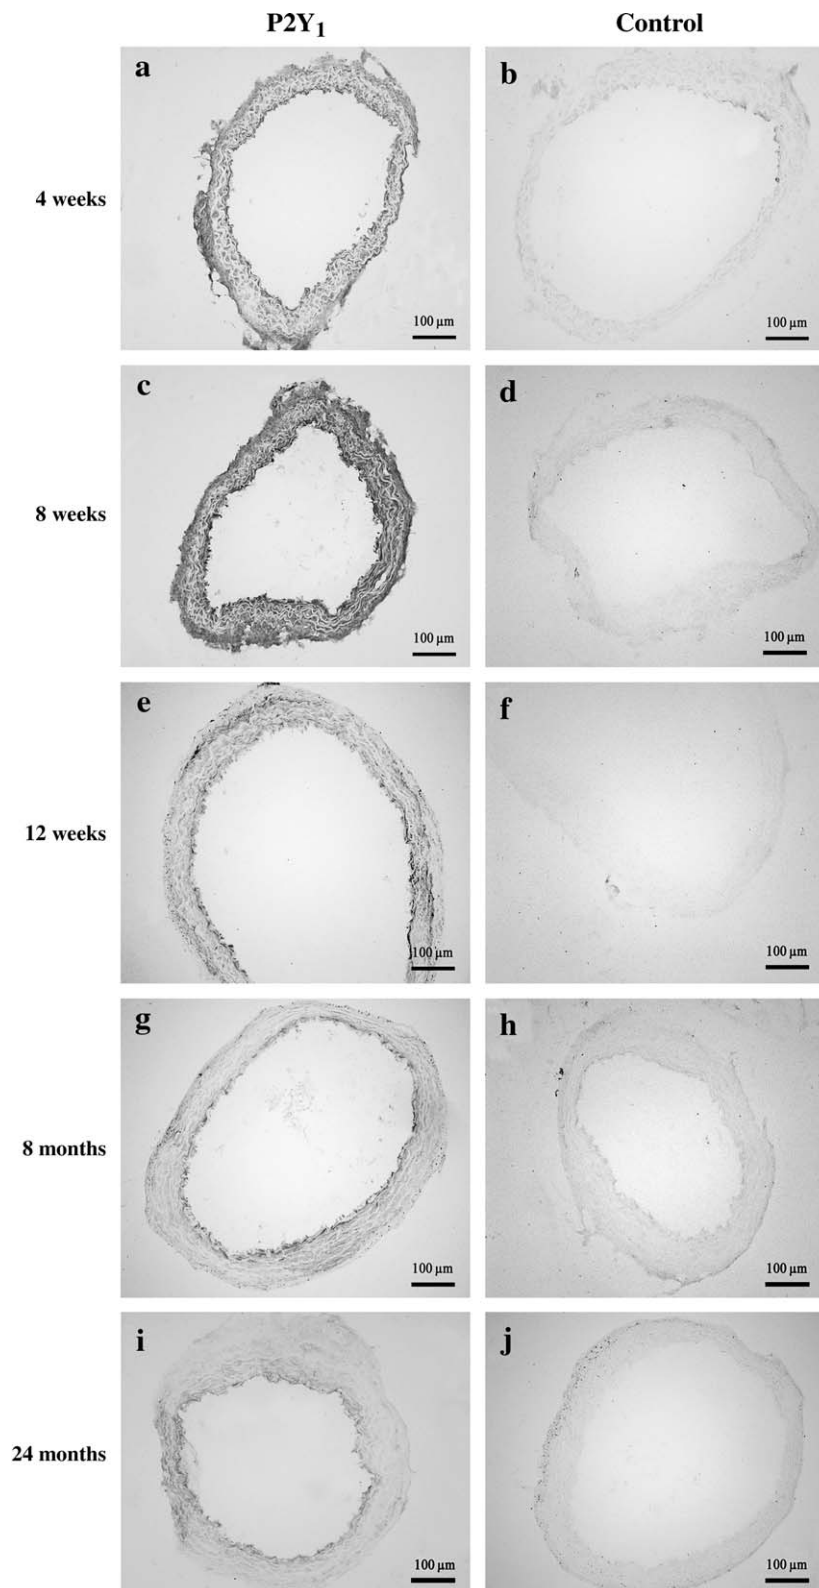 P2Y1 Control
4 weeks
a
100 µm
b
100 µm
8 weeks
c
100 µm
d
100 µm
12 weeks
e
100 µm
f
100 µm
8 months
g
100 µm
h
100 µm
24 months
i
100 µm
j
100 µm